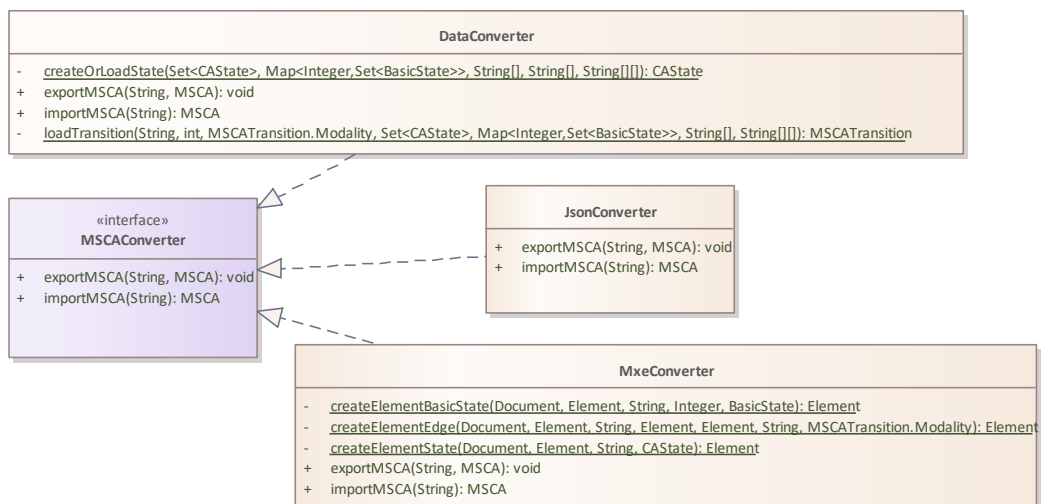 DataConverter
- createOrLoadState(Set<CAState>, Map<Integer,Set<BasicState>>, String[], String[], String[][]): CAState
+ exportMSCA(String, MSCA): void
+ importMSCA(String): MSCA
- loadTransition(String, int, MSCATransition.Modality, Set<CAState>, Map<Integer,Set<BasicState>>, String[], String[][]): MSCATransition
«interface»
MSCAConverter
+ exportMSCA(String, MSCA): void
+ importMSCA(String): MSCA
JsonConverter
+ exportMSCA(String, MSCA): void
+ importMSCA(String): MSCA
MxeConverter
- createElementBasicState(Document, Element, String, Integer, BasicState): Element
- createElementEdge(Document, Element, String, Element, Element, String, MSCATransition.Modality): Element
- createElementState(Document, Element, String, CAState): Element
+ exportMSCA(String, MSCA): void
+ importMSCA(String): MSCA